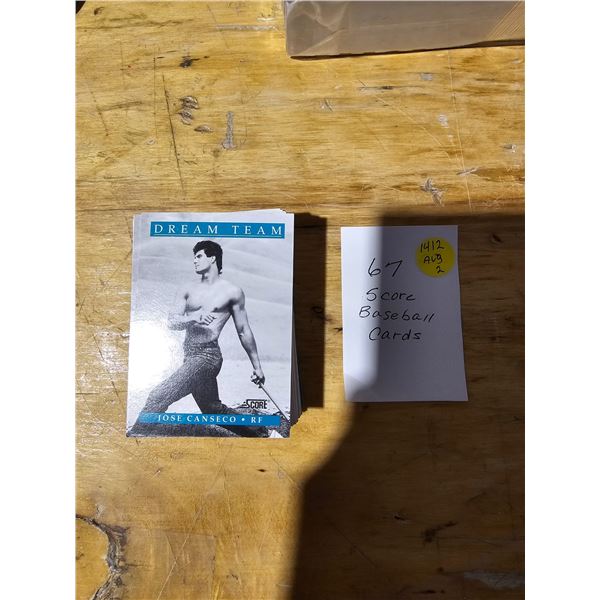 DREAM TEAM
SCORE
JOSE CANSECO • RF
67
Score
Baseball
Cards
1412
AUG
2